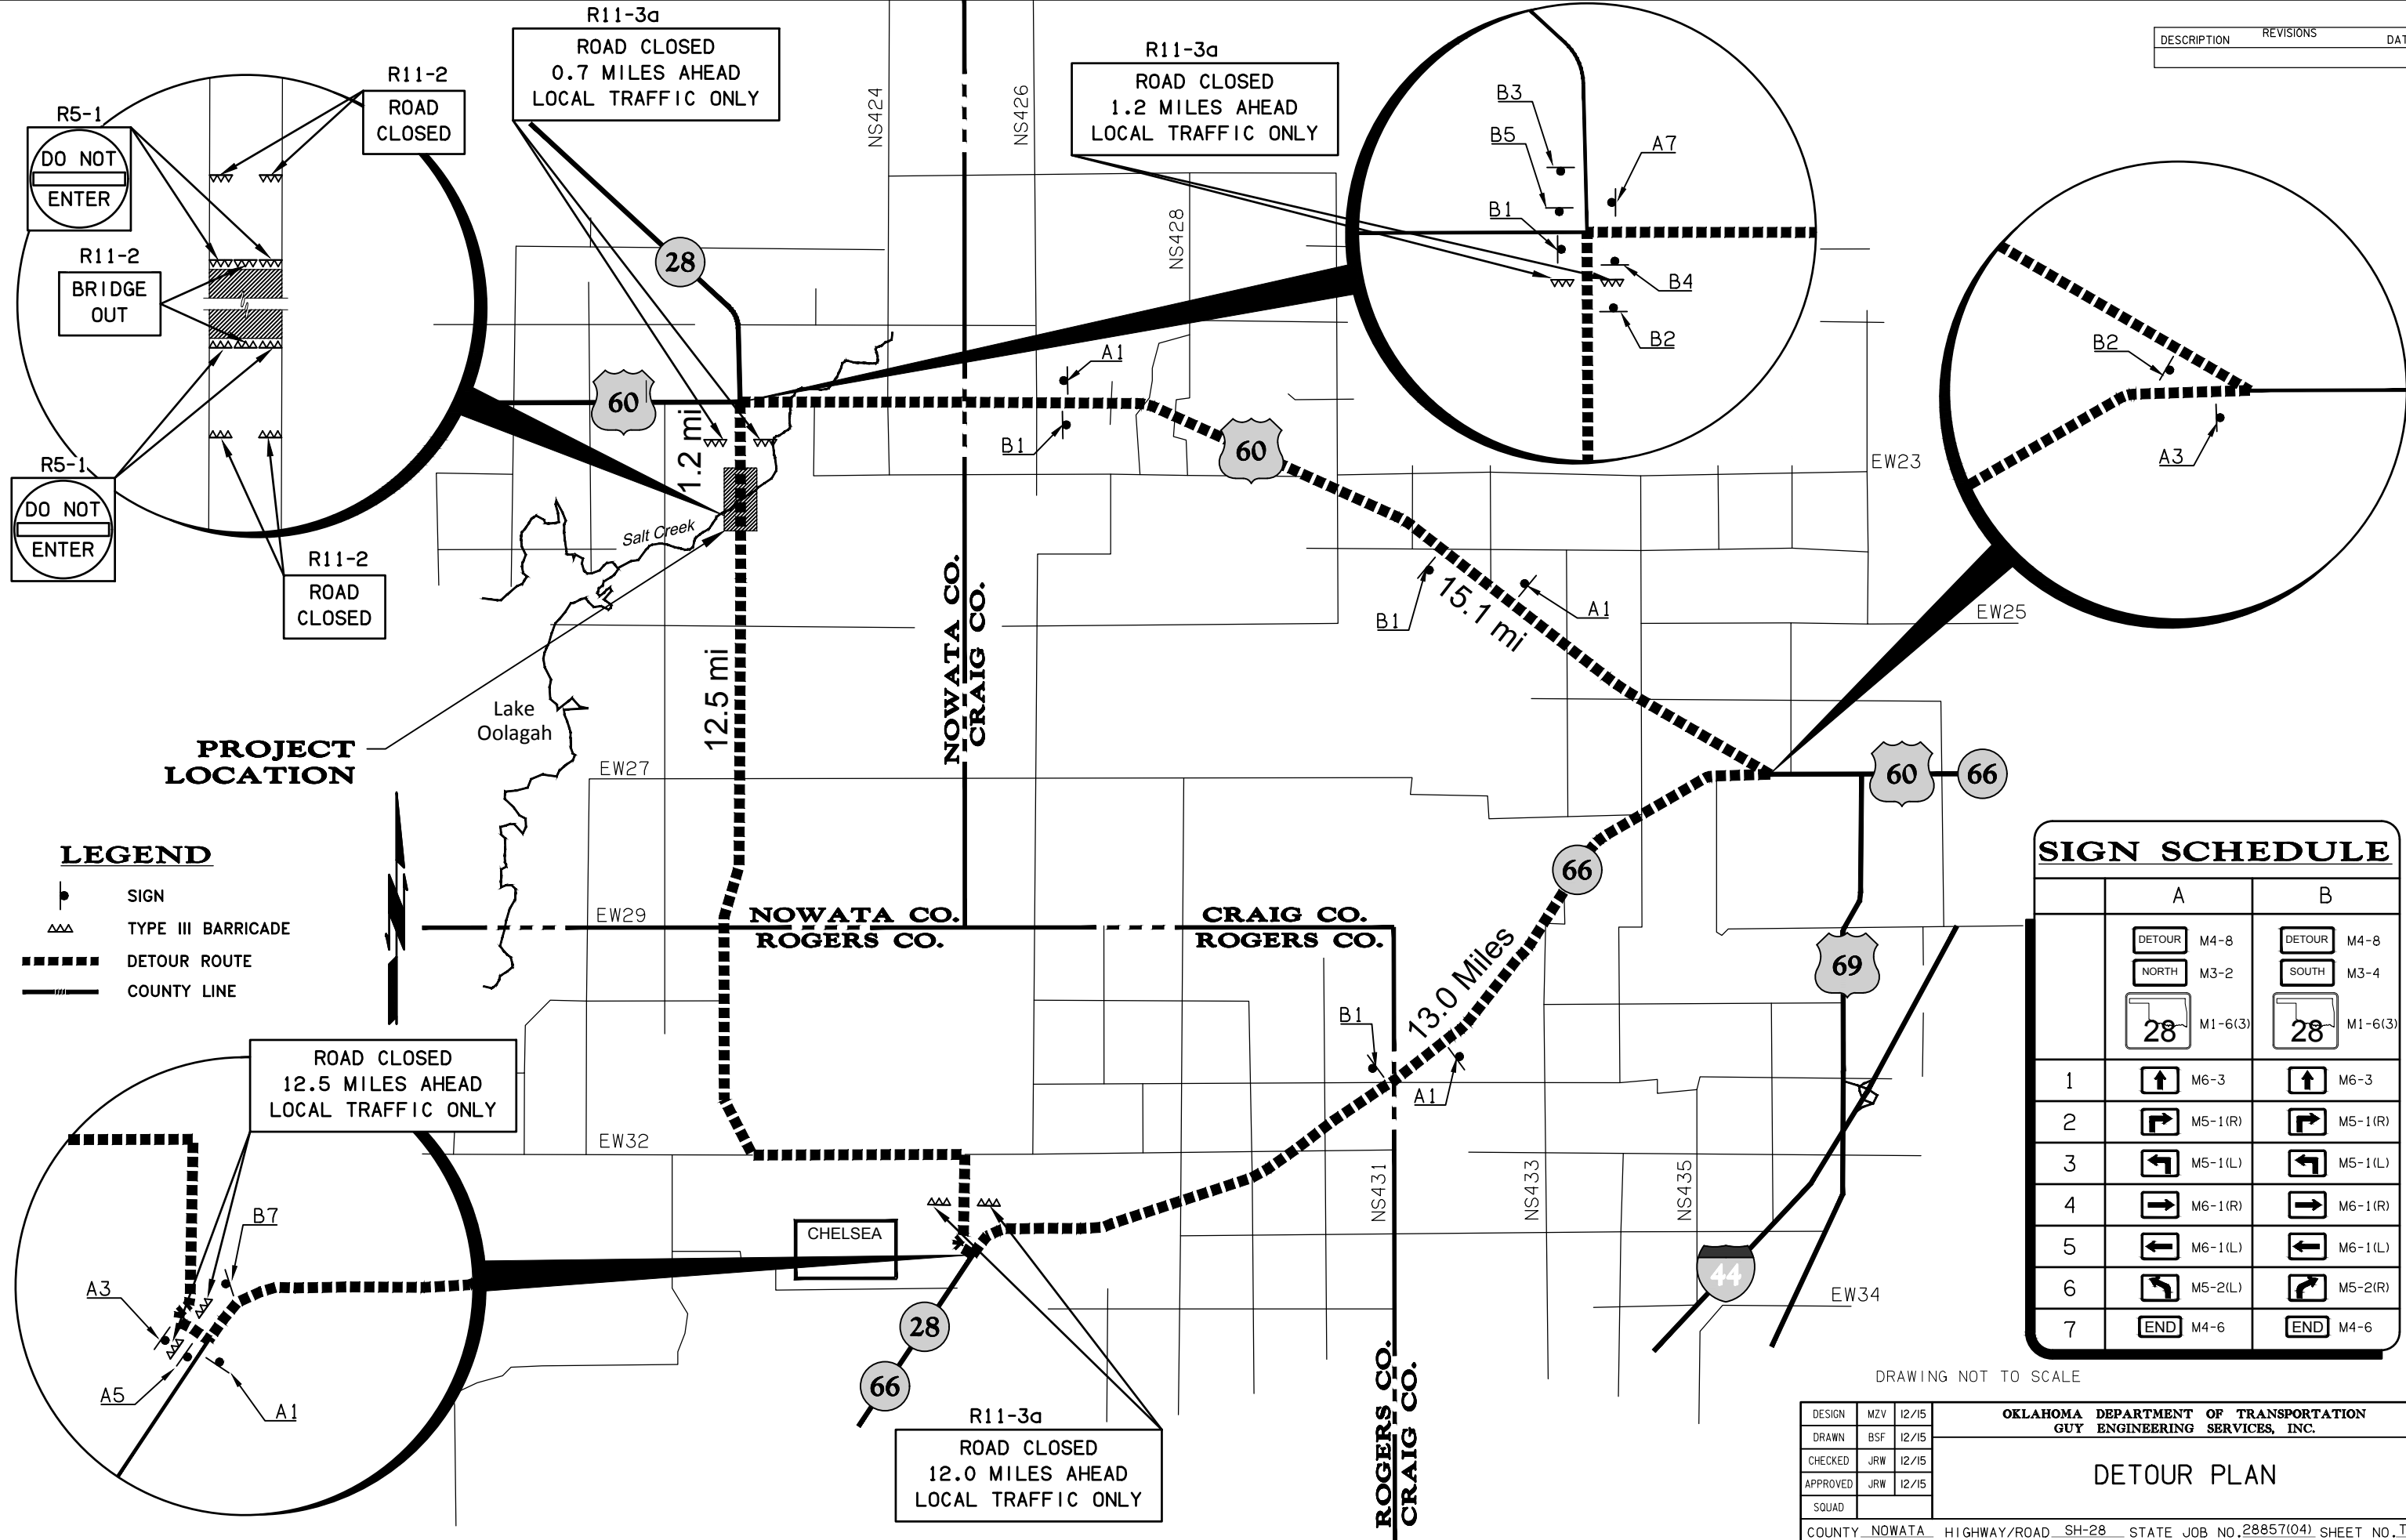 R11-3a
ROAD CLOSED
0.7 MILES AHEAD
LOCAL TRAFFIC ONLY
R11-3a
ROAD CLOSED
1.2 MILES AHEAD
LOCAL TRAFFIC ONLY
DESCRIPTION REVISIONS DAT
R11-2
ROAD
CLOSED
R5-1
DO NOT
ENTER
R11-2
BRIDGE
OUT
R5-1
DO NOT
ENTER
R11-2
ROAD
CLOSED
NS424
NS426
NS428
28
60
1.2 mi
Salt Creek
A1
B1
60
B3
B5
B1
A7
B4
B2
B2
A3
EW23
EW25
B1
15.1 mi
A1
12.5 mi
Lake
Oolagah
NOWATA CO.
CRAIG CO.
PROJECT
LOCATION
EW27
60
66
66
69
LEGEND
SIGN
TYPE III BARRICADE
DETOUR ROUTE
COUNTY LINE
EW29
NOWATA CO.
ROGERS CO.
CRAIG CO.
ROGERS CO.
13.0 Miles
B1
A1
ROAD CLOSED
12.5 MILES AHEAD
LOCAL TRAFFIC ONLY
EW32
NS431
NS433
NS435
CHELSEA
B7
A3
A5
A1
28
66
44
EW34
R11-3a
ROAD CLOSED
12.0 MILES AHEAD
LOCAL TRAFFIC ONLY
ROGERS CO.
CRAIG CO.
SIGN SCHEDULE
A B
DETOUR M4-8 DETOUR M4-8
NORTH M3-2 SOUTH M3-4
28 M1-6(3) 28 M1-6(3)
1 M6-3 M6-3
2 M5-1(R) M5-1(R)
3 M5-1(L) M5-1(L)
4 M6-1(R) M6-1(R)
5 M6-1(L) M6-1(L)
6 M5-2(L) M5-2(R)
7 END M4-6 END M4-6
DRAWING NOT TO SCALE
DESIGN MZV 12/15
DRAWN BSF 12/15
CHECKED JRW 12/15
APPROVED JRW 12/15
SQUAD
OKLAHOMA DEPARTMENT OF TRANSPORTATION
GUY ENGINEERING SERVICES, INC.
DETOUR PLAN
COUNTY NOWATA HIGHWAY/ROAD SH-28 STATE JOB NO. 28857(04) SHEET NO. T